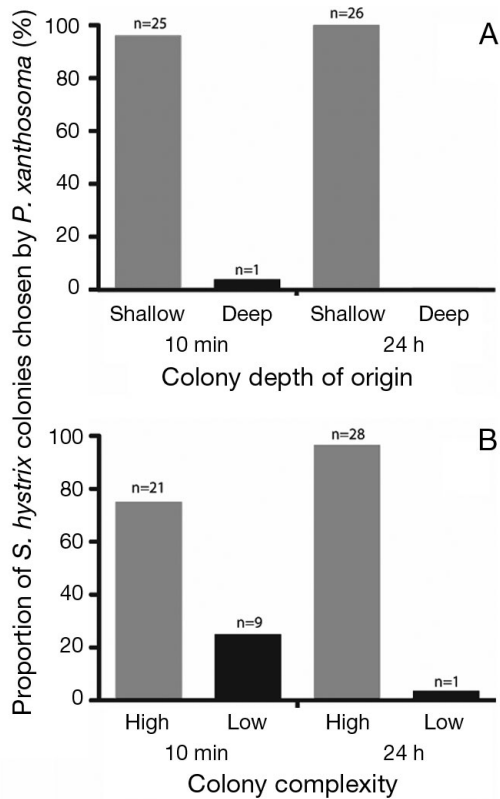 Proportion of S. hystrix colonies chosen by P. xanthosoma (%)
A
100
80
60
40
20
0
n=25
n=1
n=26
Shallow Deep Shallow Deep
10 min 24 h
Colony depth of origin
B
100
80
60
40
20
0
n=21
n=9
n=28
n=1
High Low High Low
10 min 24 h
Colony complexity